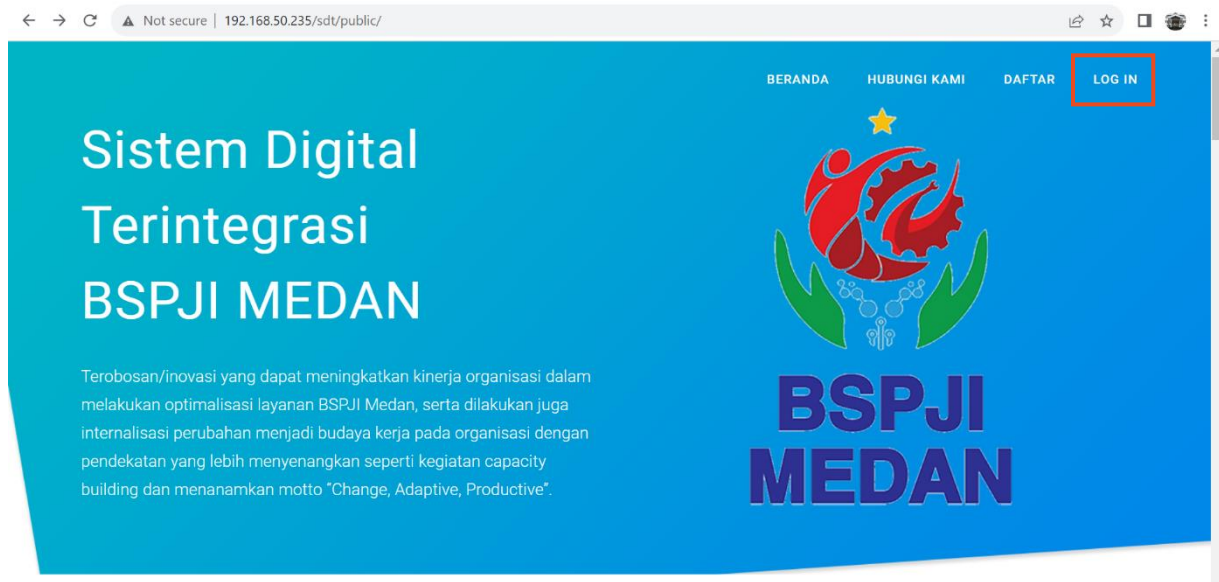 Not secure | 192.168.50.235/sdt/public/
BERANDA HUBUNGI KAMI DAFTAR LOG IN
Sistem Digital
Terintegrasi
BSPJI MEDAN
Terobosan/inovasi yang dapat meningkatkan kinerja organisasi dalam
melakukan optimalisasi layanan BSPJI Medan, serta dilakukan juga
internalisasi perubahan menjadi budaya kerja pada organisasi dengan
pendekatan yang lebih menyenangkan seperti kegiatan capacity
building dan menanamkan motto “Change, Adaptive, Productive”.
BSPJI
MEDAN